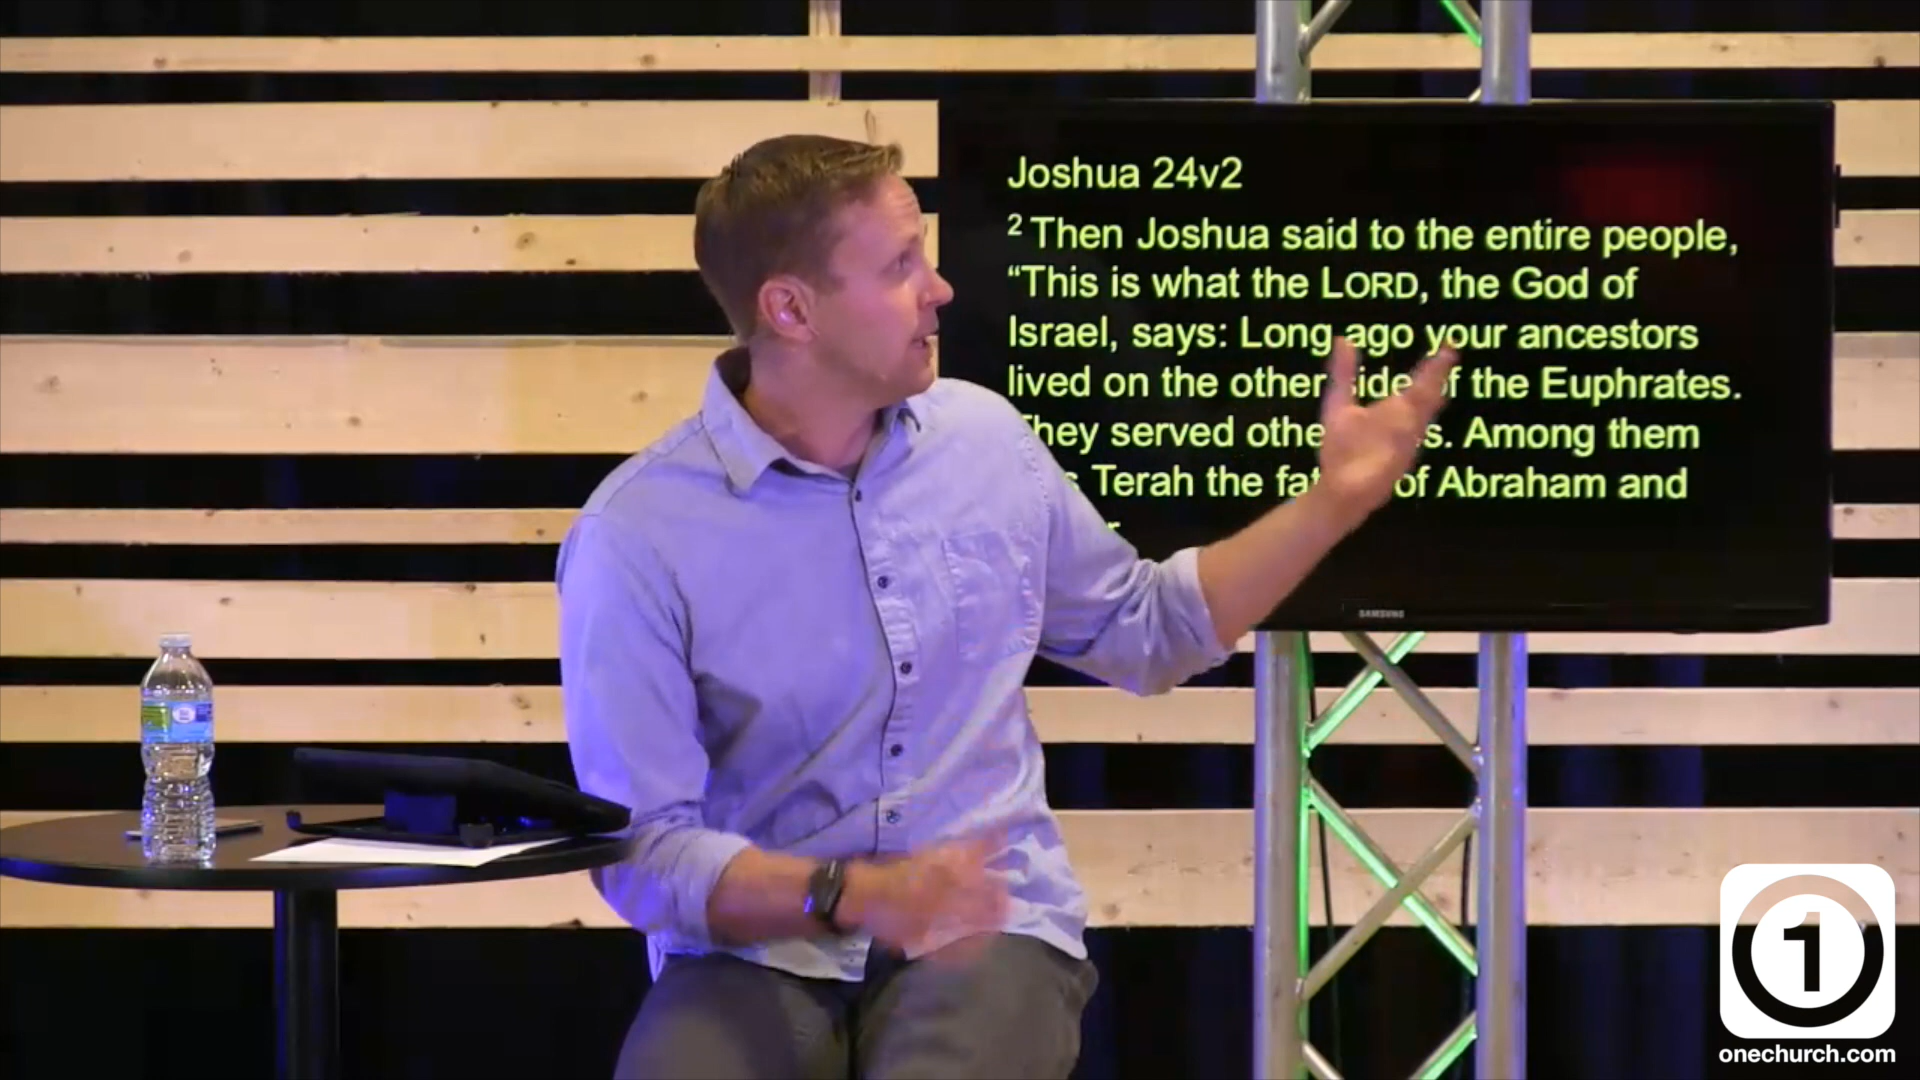 Joshua 24v2
2 Then Joshua said to the entire people,
“This is what the LORD, the God of
Israel, says: Long ago your ancestors
lived on the other side of the Euphrates.
They served s. Among them
Terah the of Abraham and
SAMSUNG
1
onechurch.com